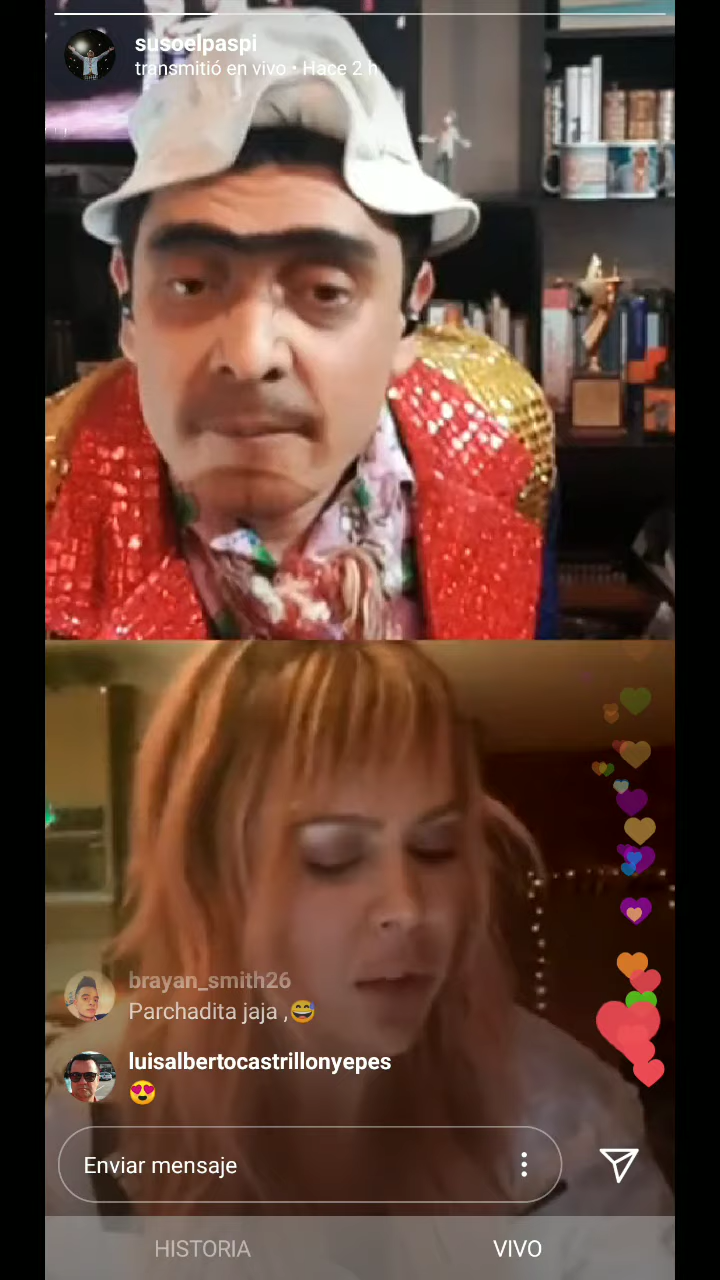 susoelpaspi
transmitió en vivo • Hace 2 h
brayan_smith26
Parchadita jaja ,😅
luisalbertocastrillonyepes
😍
Enviar mensaje
HISTORIA
VIVO